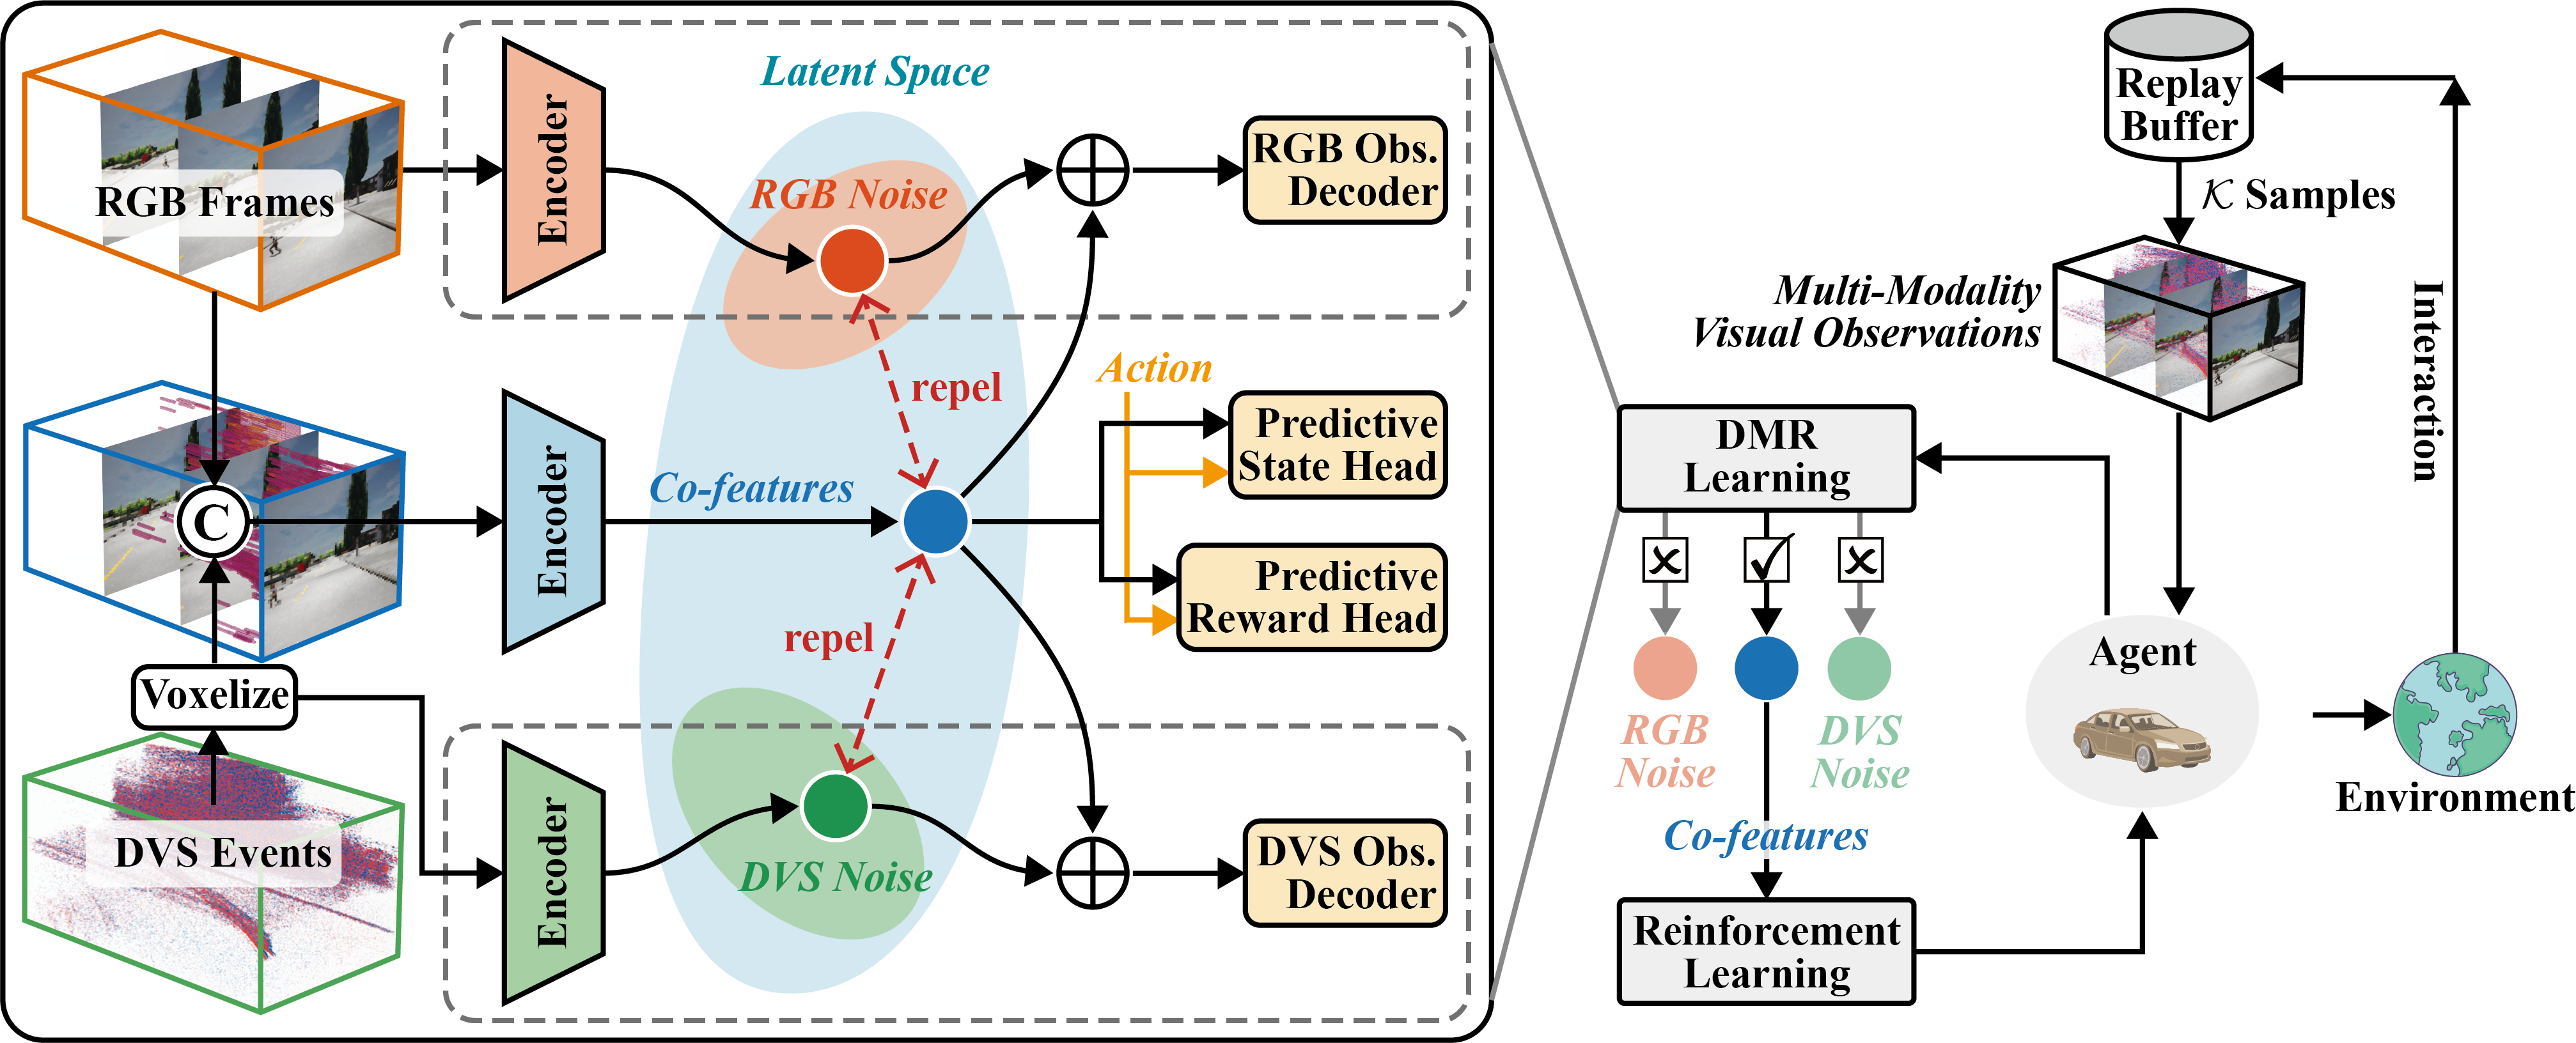 Latent Space
RGB Frames
Encoder
RGB Noise
RGB Obs.
Decoder
repel
Action
C
Encoder
Co-features
Predictive
State Head
Predictive
Reward Head
repel
Voxelize
DVS Events
Encoder
DVS Noise
DVS Obs.
Decoder
Replay
Buffer
𝒦 Samples
Multi-Modality
Visual Observations
Interaction
DMR
Learning
RGB
Noise
DVS
Noise
Co-features
Reinforcement
Learning
Agent
Environment